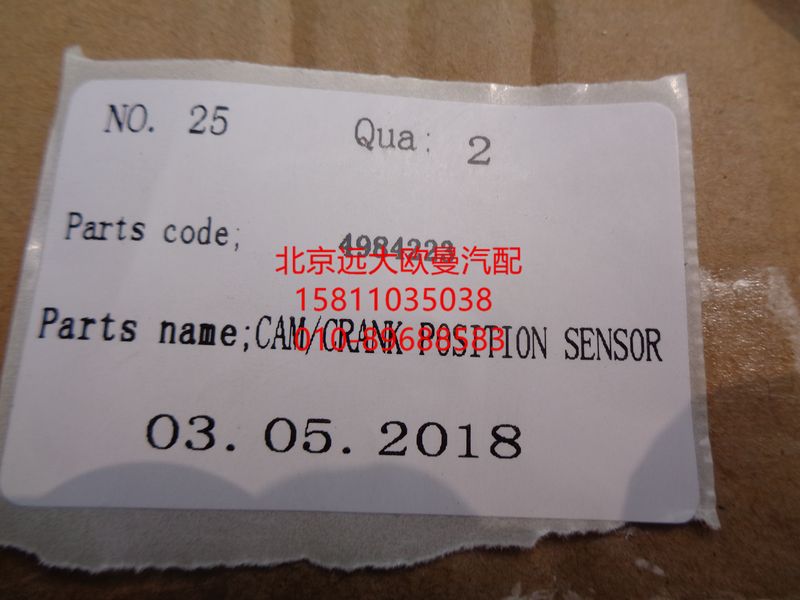 NO. 25
Qua: 2
Parts code; 4984223
北京远大欧曼汽配
15811035038
Parts name; CAM/CRANK POSITION SENSOR
010-89688583
03. 05. 2018